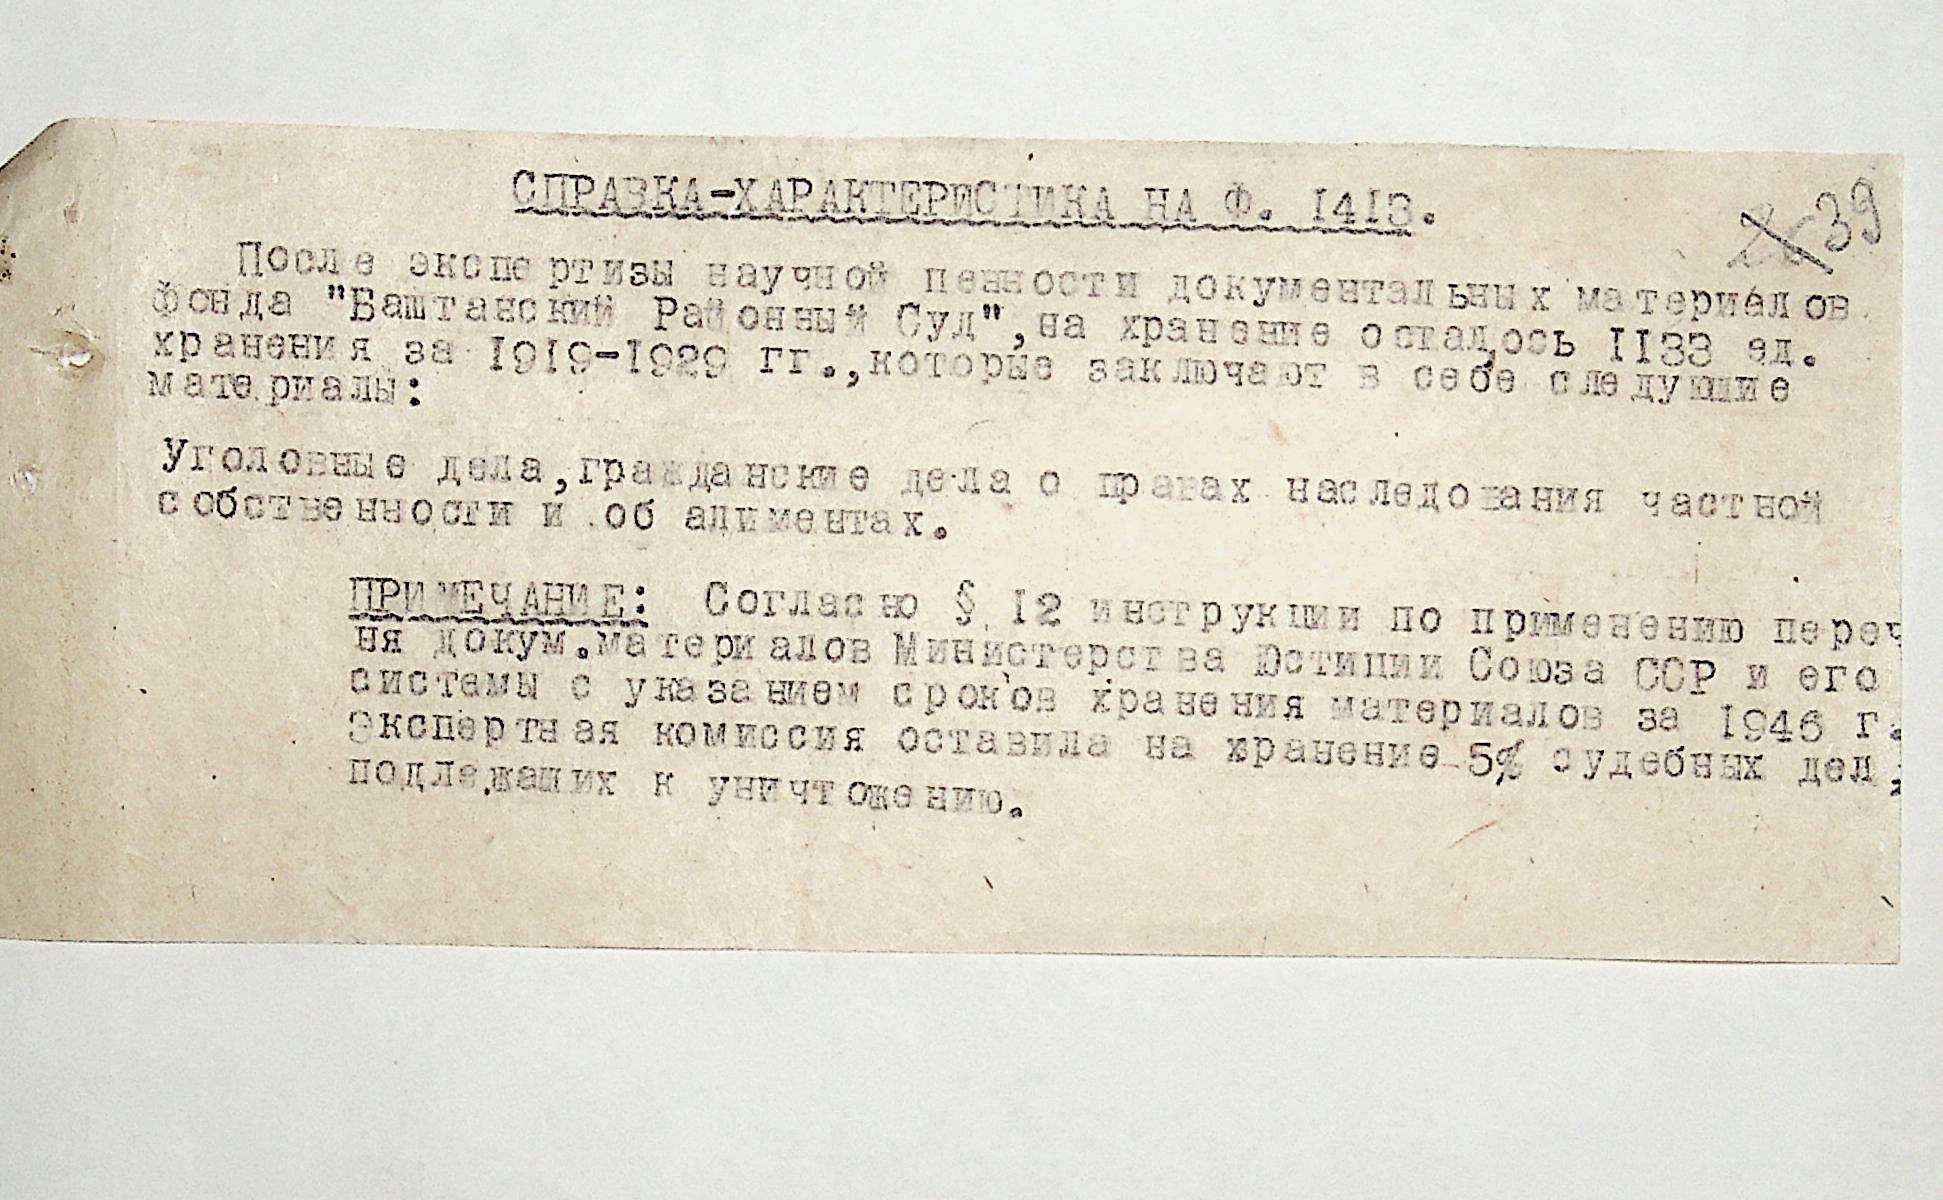 СПРАВКА-ХАРАКТЕРИСТИКА НА Ф. 1413.
39
После экспертизы научной ценности документальных материалов
фонда "Баштанский Районный Суд", на хранение осталось 1133 ед.
хранения за 1919-1929 гг., которые заключают в себе следующие
материалы:
Уголовные дела, гражданские дела о правах наследования частной
собственности и об алиментах.
ПРИМЕЧАНИЕ: Согласю § 12 инструкции по применению переч
ня докум.материалов Министерства Юстиции Союза ССР и его
системы с указанием сроков хранения материалов за 1946 г.
Экспертная комиссия оставила на хранение 5% судебных дел,
подлежащих к уничтожению.